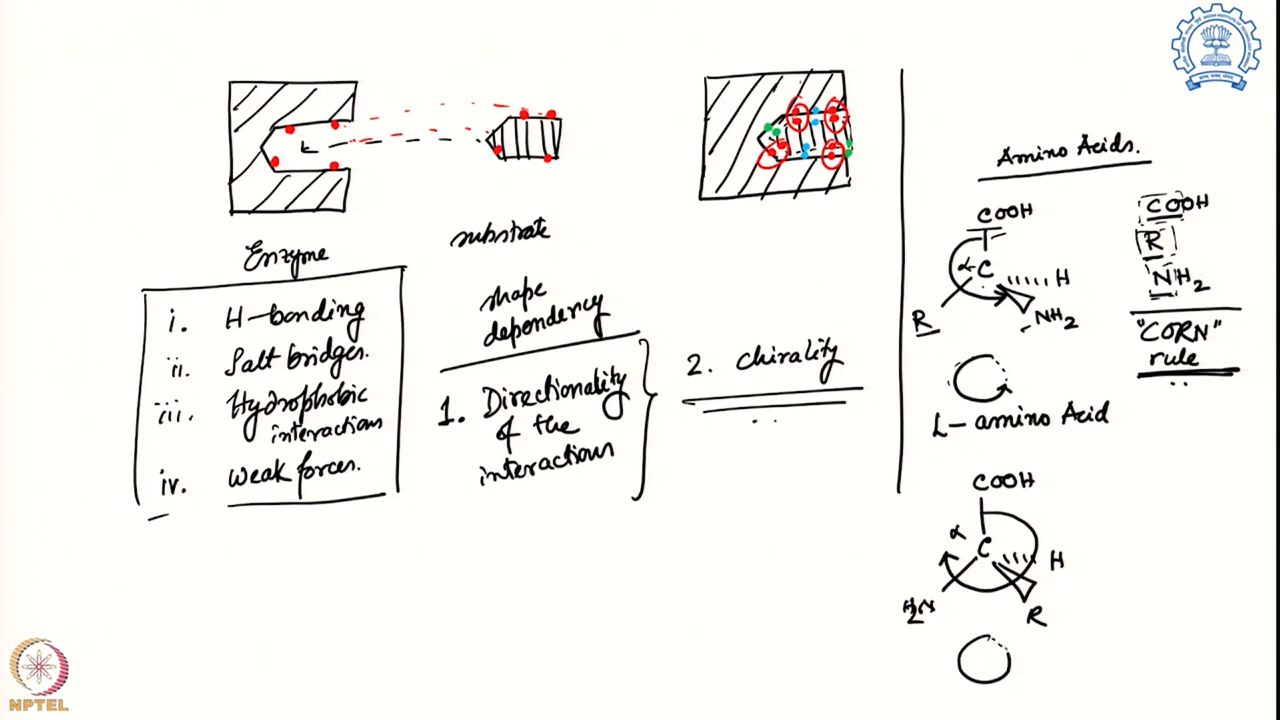 Enzyme
substrate
i. H-bonding
ii. Salt bridges.
iii. Hydrophobic
interactions
iv. weak forces.
shape
dependency
1. Directionality
of the
interactions
2. chirality
Amino Acids.
COOH
α-C
H
R
NH2
L- amino Acid
COOH
R
NH2
"CORN"
rule
COOH
α
C
H
H2N
R
NPTEL